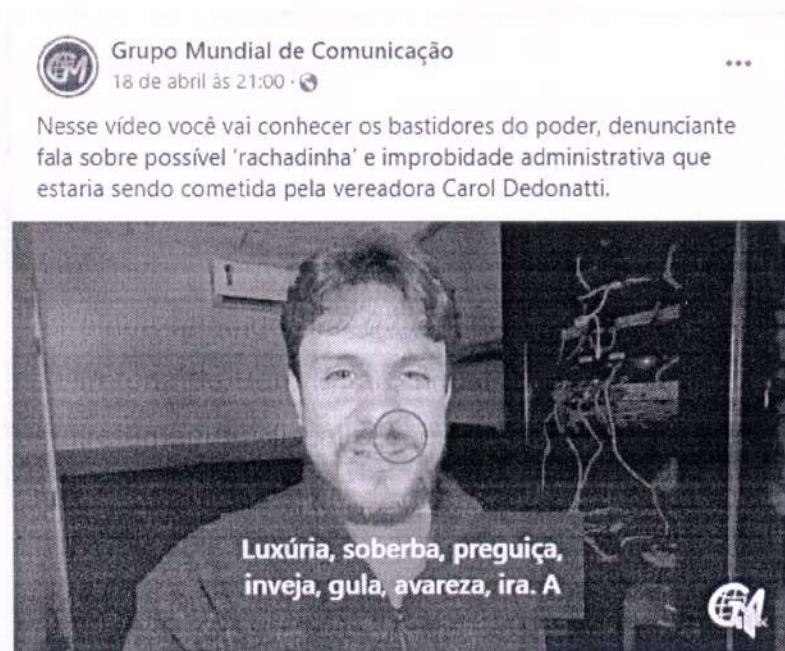 GM
Grupo Mundial de Comunicação
18 de abril às 21:00 ·
Nesse vídeo você vai conhecer os bastidores do poder, denunciante
fala sobre possível 'rachadinha' e improbidade administrativa que
estaria sendo cometida pela vereadora Carol Dedonatti.
Luxúria, soberba, preguiça,
inveja, gula, avareza, ira. A
GM